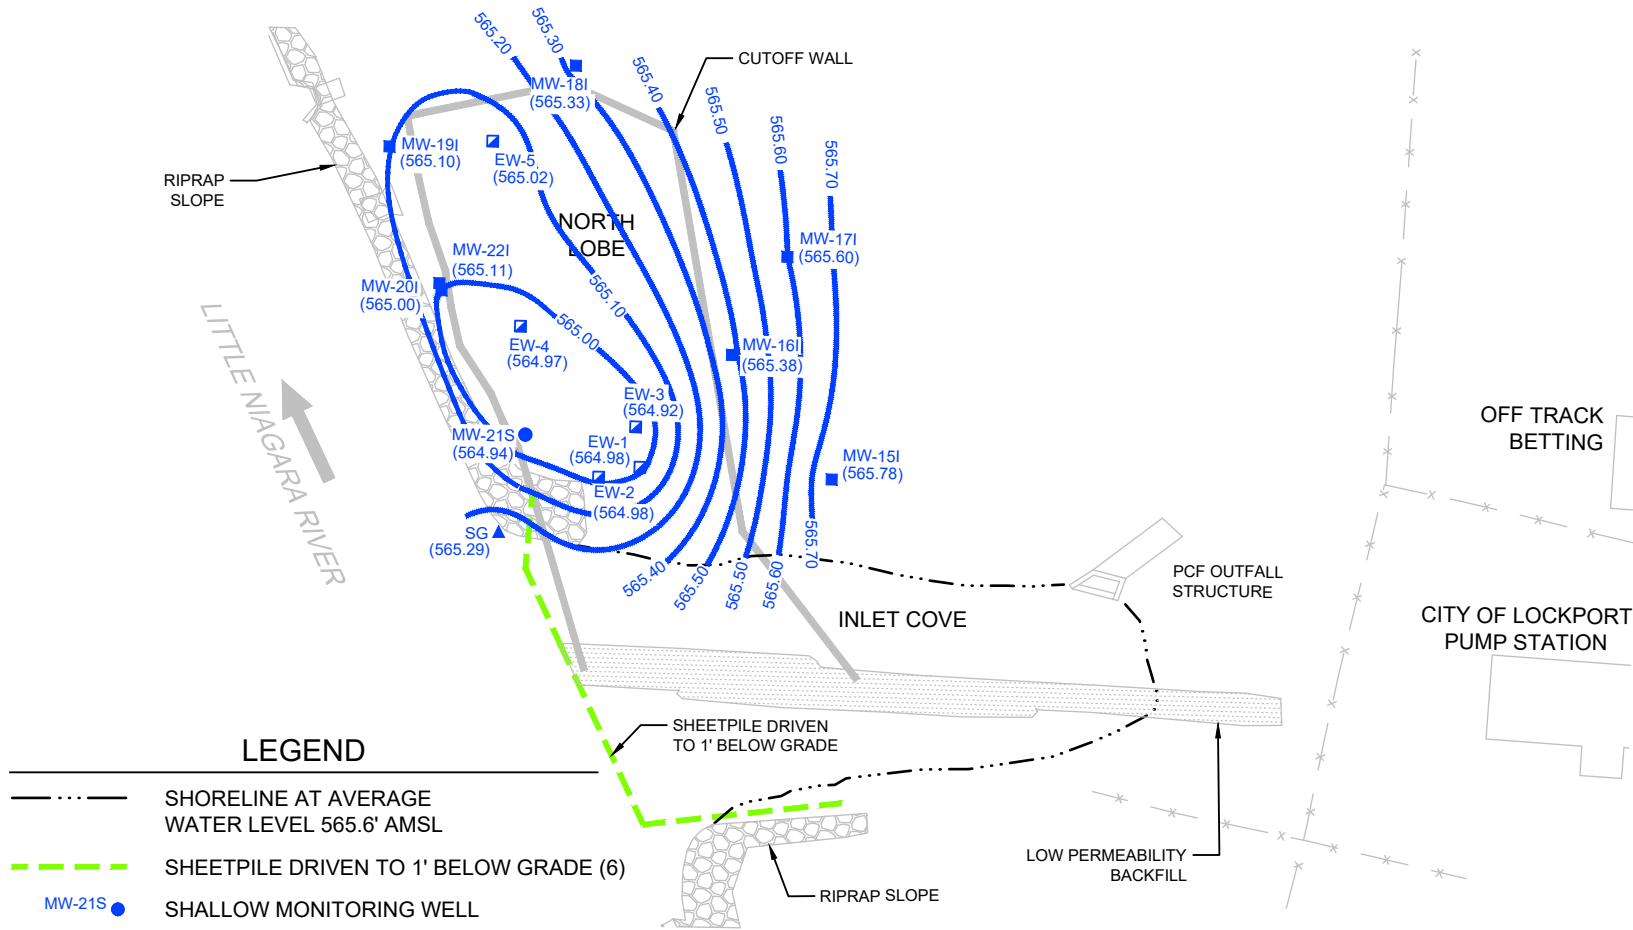 565.20
565.30
565.40
565.50
565.60
565.70
CUTOFF WALL
MW-18I
(565.33)
MW-19I
(565.10)
EW-5
(565.02)
RIPRAP
SLOPE
NORTH
LOBE
MW-17I
(565.60)
MW-22I
(565.11)
MW-20I
(565.00)
565.10
565.00
EW-4
(564.97)
MW-16I
(565.38)
LITTLE NIAGARA RIVER
EW-3
(564.92)
OFF TRACK
BETTING
MW-21S
(564.94)
EW-1
(564.98)
EW-2
(564.98)
MW-15I
(565.78)
SG
(565.29)
565.40
565.50
565.50
565.60
565.70
PCF OUTFALL
STRUCTURE
INLET COVE
CITY OF LOCKPORT
PUMP STATION
SHEETPILE DRIVEN
TO 1' BELOW GRADE
LOW PERMEABILITY
BACKFILL
RIPRAP SLOPE
LEGEND
SHORELINE AT AVERAGE
WATER LEVEL 565.6' AMSL
SHEETPILE DRIVEN TO 1' BELOW GRADE (6)
MW-21S SHALLOW MONITORING WELL